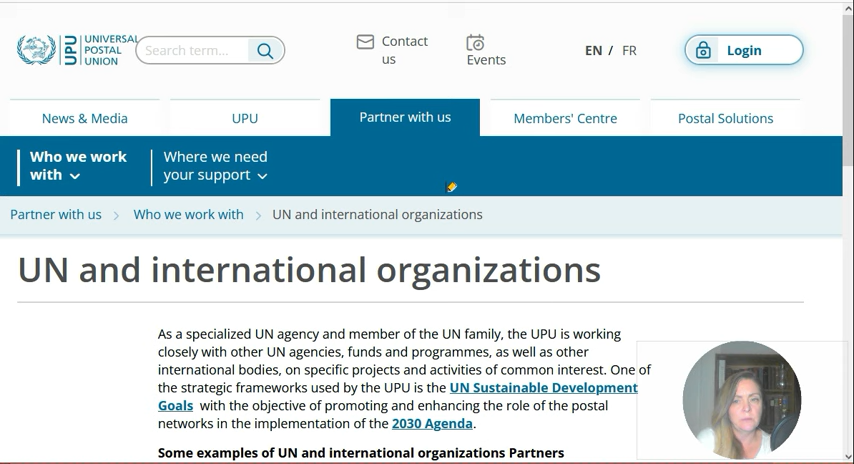 UPU
UNIVERSAL
POSTAL
UNION
Search term...
Contact
us
Events
EN / FR
Login
News & Media
UPU
Partner with us
Members' Centre
Postal Solutions
Who we work
with
Where we need
your support
Partner with us > Who we work with > UN and international organizations
UN and international organizations
As a specialized UN agency and member of the UN family, the UPU is working
closely with other UN agencies, funds and programmes, as well as other
international bodies, on specific projects and activities of common interest. One of
the strategic frameworks used by the UPU is the UN Sustainable Development
Goals with the objective of promoting and enhancing the role of the postal
networks in the implementation of the 2030 Agenda.
Some examples of UN and international organizations Partners